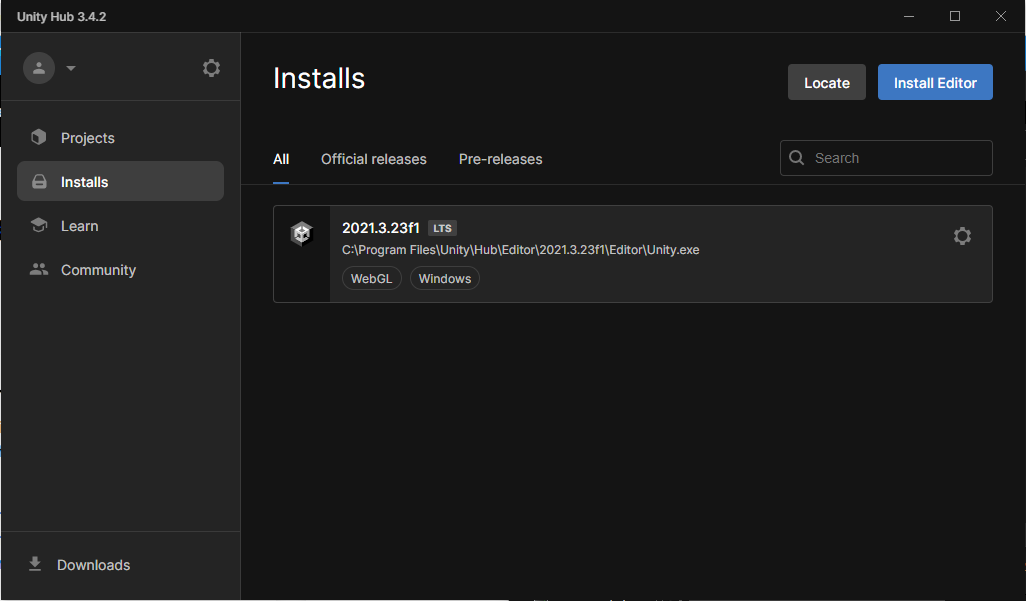 Unity Hub 3.4.2
Projects
Installs
Learn
Community
Downloads
Installs
Locate
Install Editor
All
Official releases
Pre-releases
Search
2021.3.23f1 LTS
C:\Program Files\Unity\Hub\Editor\2021.3.23f1\Editor\Unity.exe
WebGL
Windows